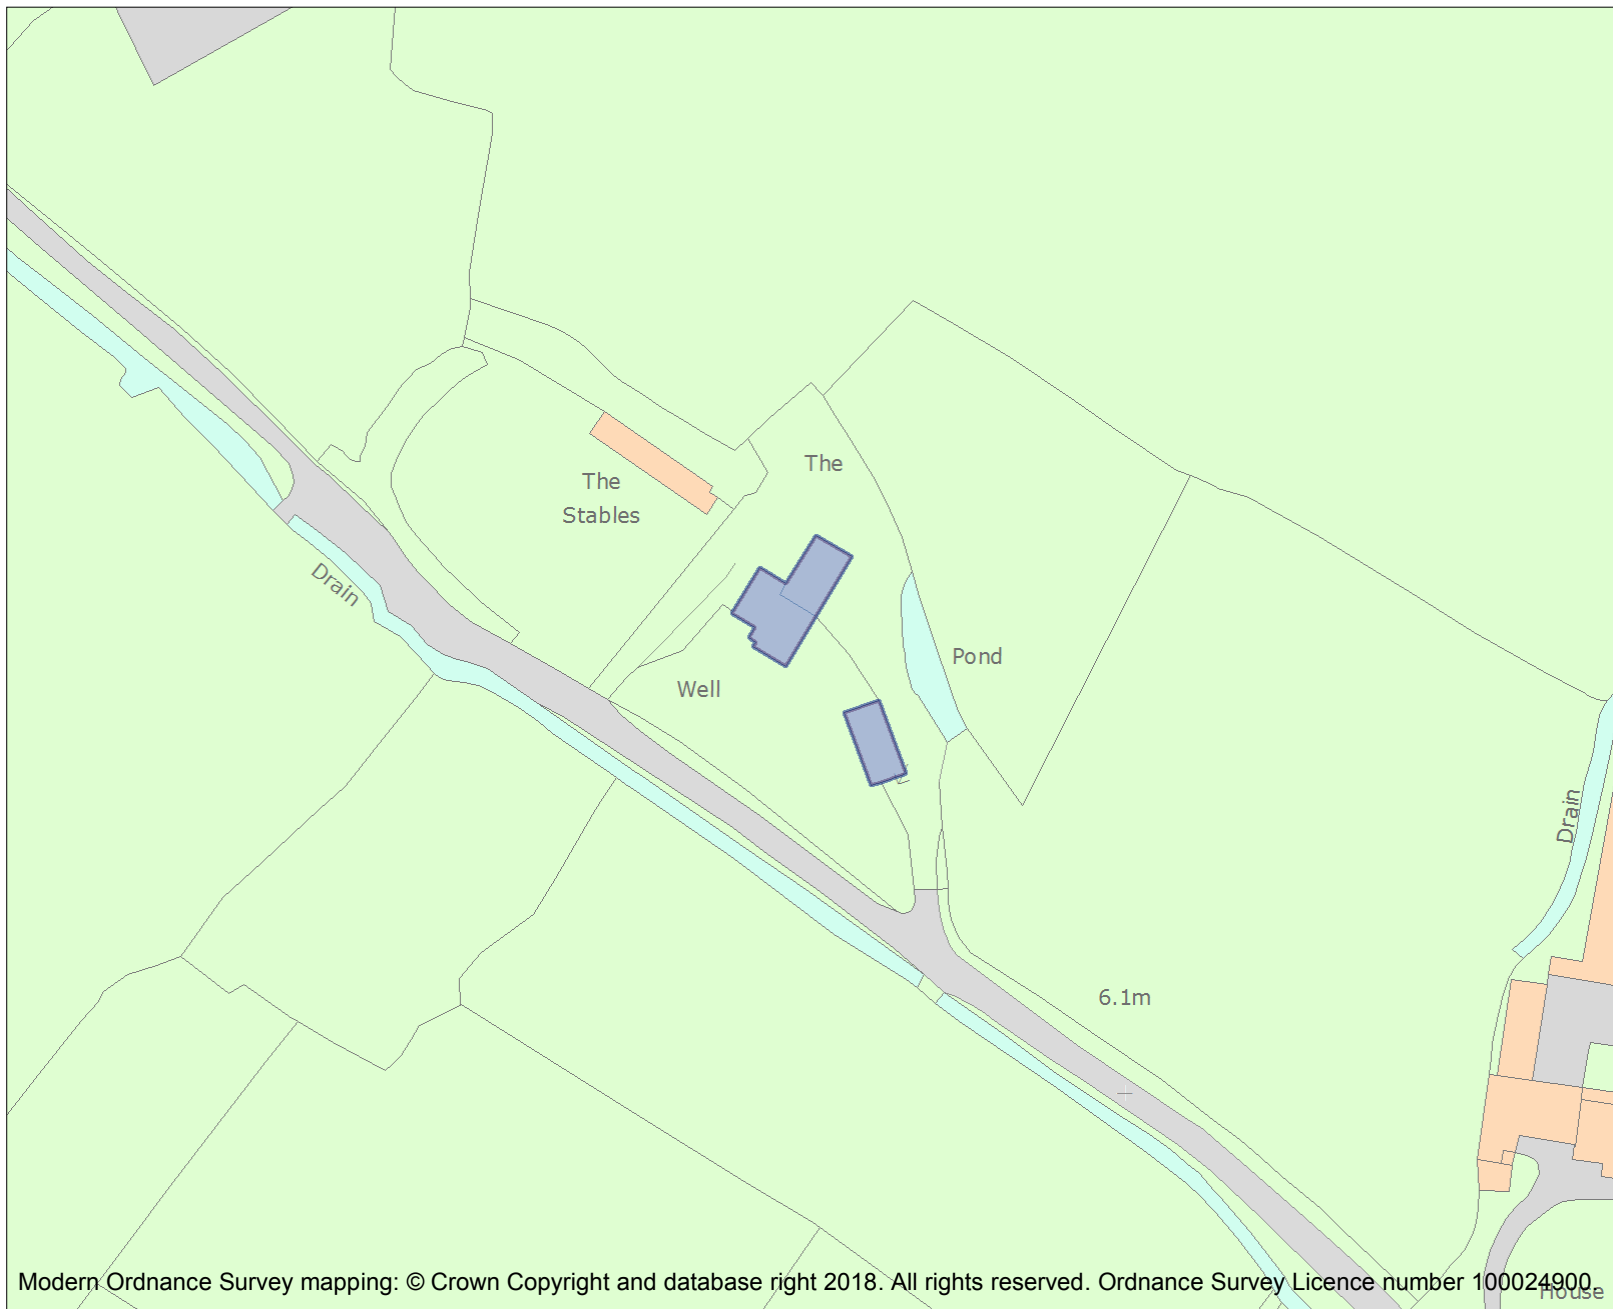 The
The
Stables
Drain
Pond
Well
Drain
6.1m
Modern Ordnance Survey mapping: © Crown Copyright and database right 2018. All rights reserved. Ordnance Survey Licence number 100024900.
House